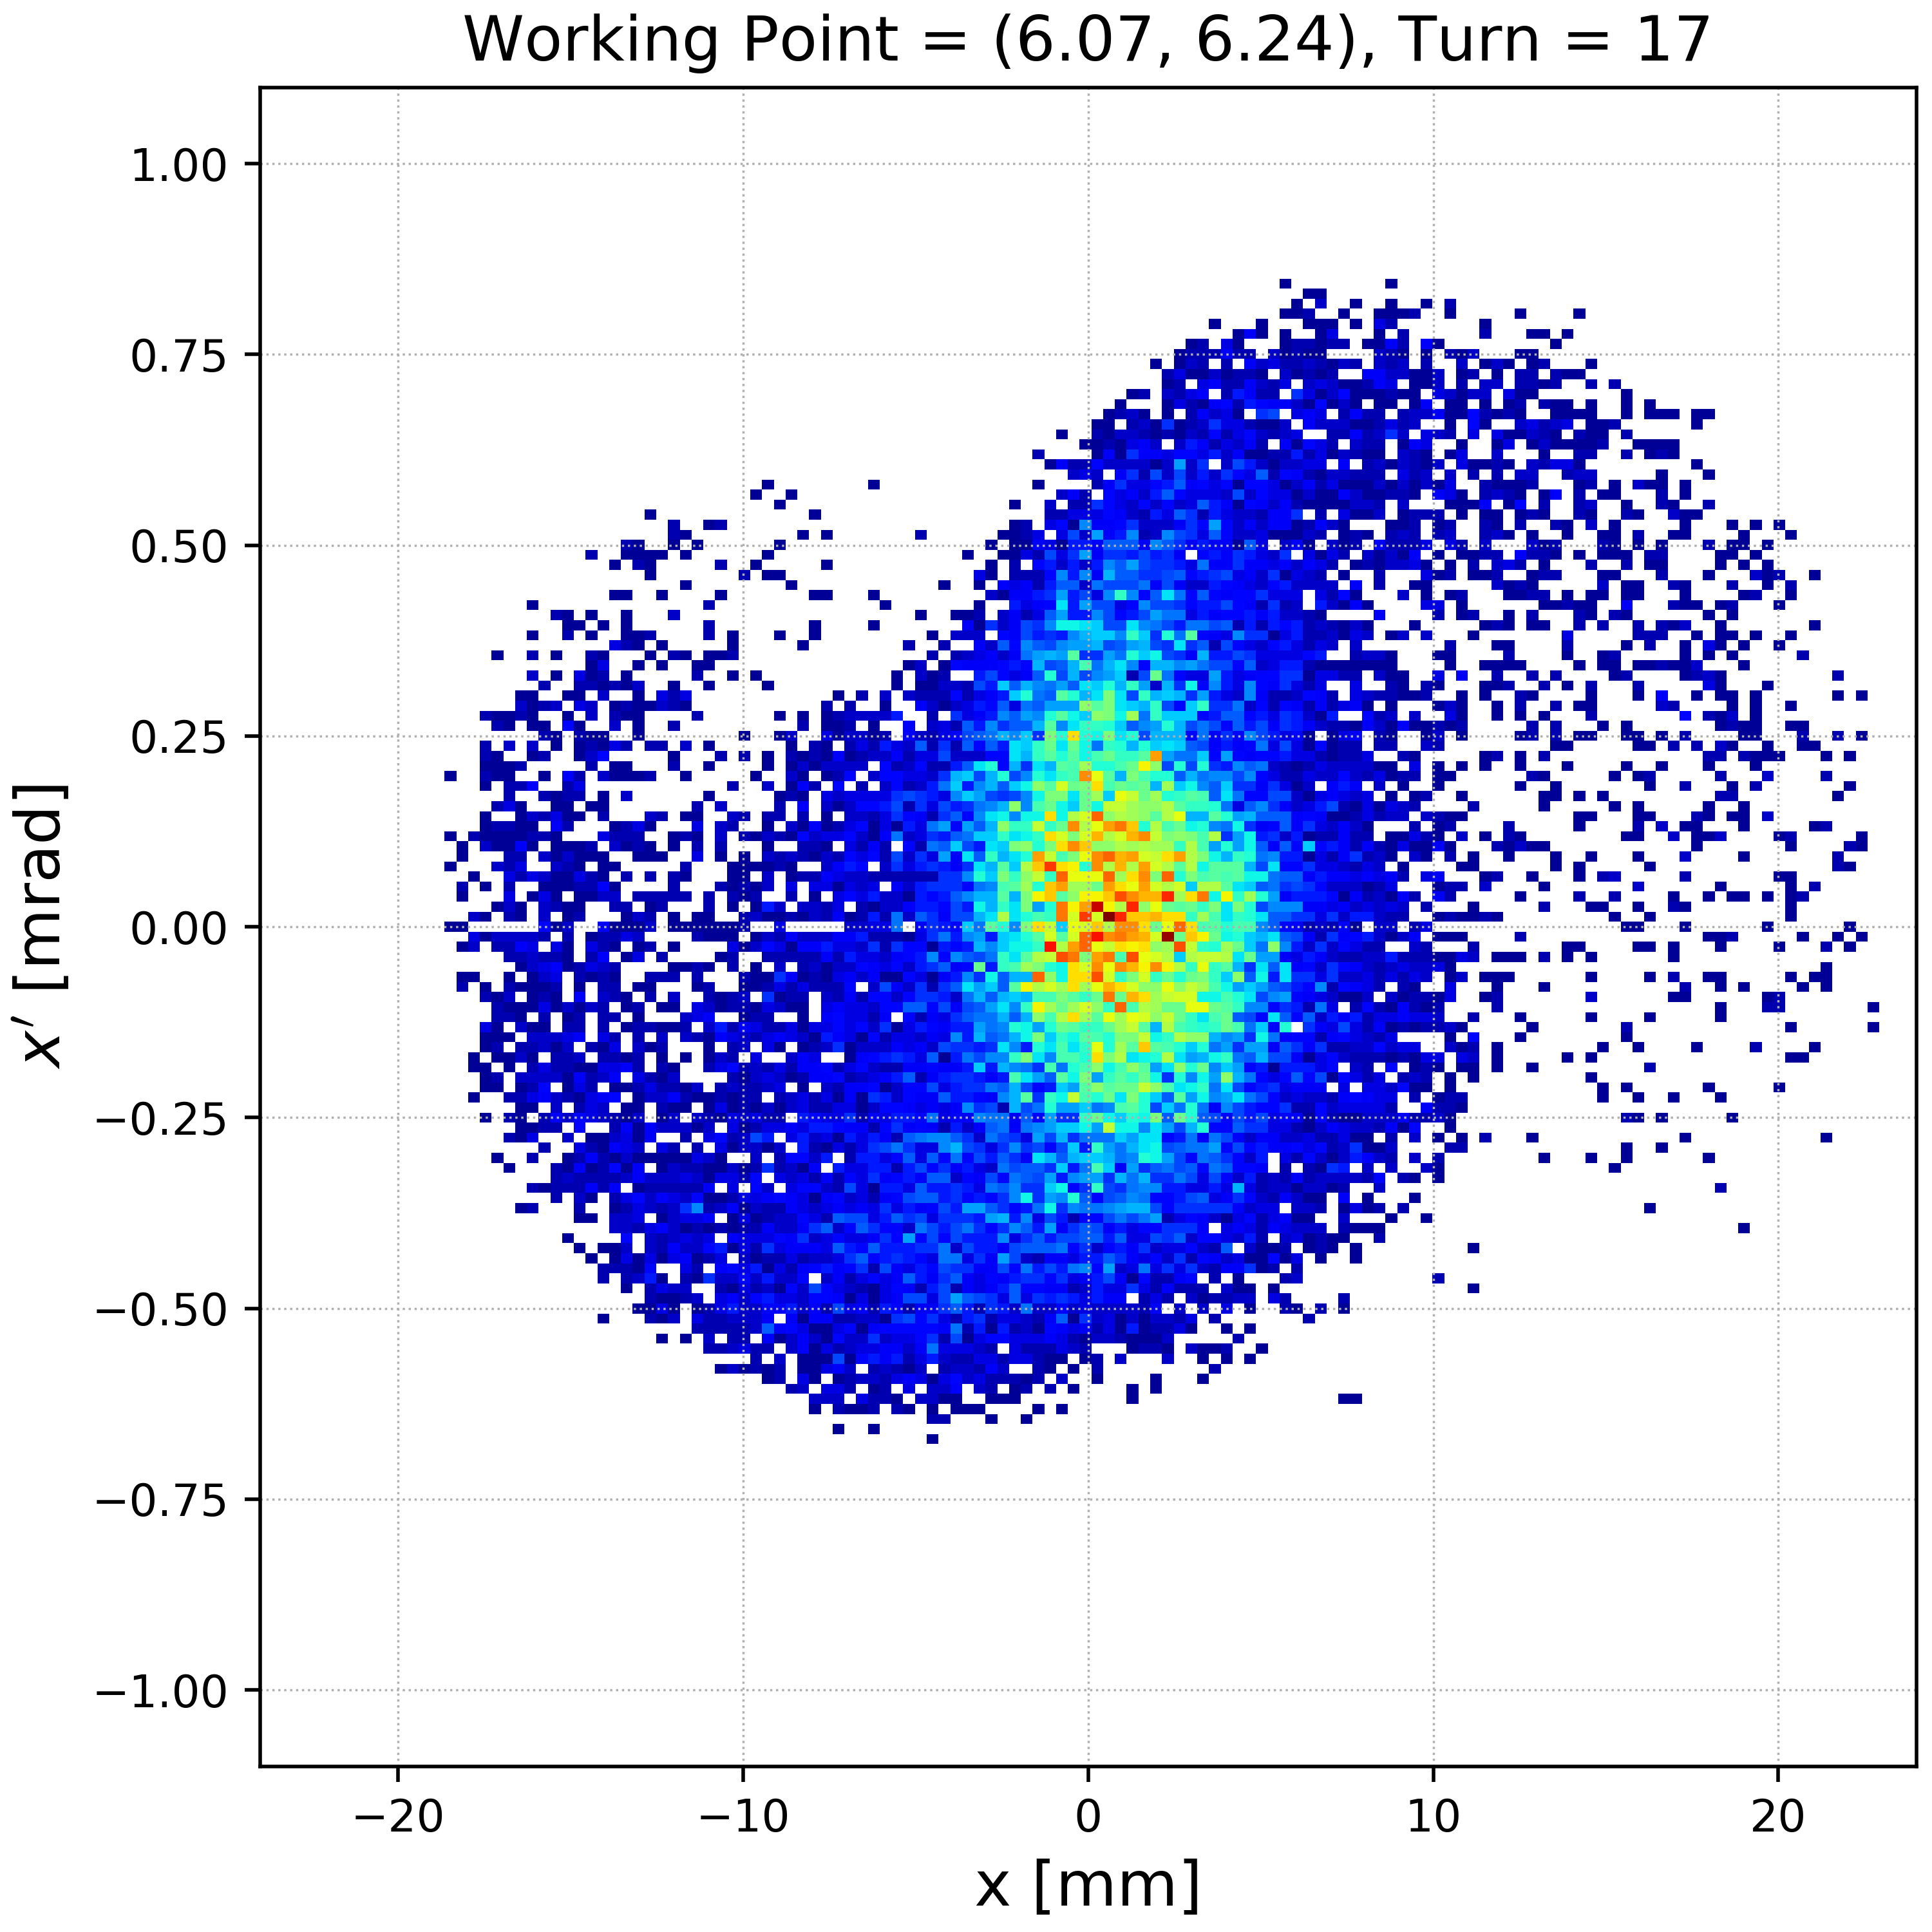 Working Point = (6.07, 6.24), Turn = 17
1.00
0.75
0.50
0.25
0.00
−0.25
−0.50
−0.75
−1.00
x′ [mrad]
−20 −10 0 10 20
x [mm]